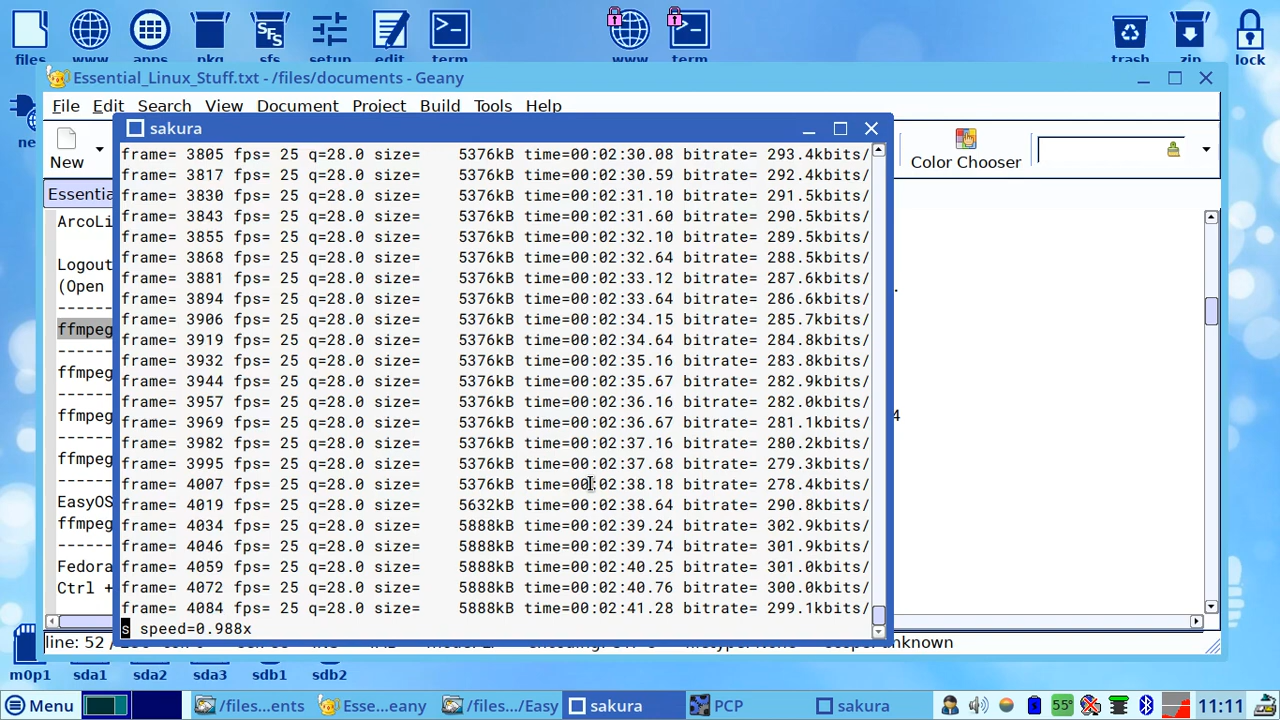 files www apps pkg sfs setup edit term www term trash zip lock
SFS
Essential_Linux_Stuff.txt - /files/documents - Geany
File Edit Search View Document Project Build Tools Help
sakura
New
Color Chooser
Essentia
ArcoLi
Logout
(Open
ffmpeg
ffmpeg
ffmpeg
4
ffmpeg
EasyOS
ffmpeg
Fedora
Ctrl +
frame= 3805 fps= 25 q=28.0 size=    5376kB time=00:02:30.08 bitrate= 293.4kbits/
frame= 3817 fps= 25 q=28.0 size=    5376kB time=00:02:30.59 bitrate= 292.4kbits/
frame= 3830 fps= 25 q=28.0 size=    5376kB time=00:02:31.10 bitrate= 291.5kbits/
frame= 3843 fps= 25 q=28.0 size=    5376kB time=00:02:31.60 bitrate= 290.5kbits/
frame= 3855 fps= 25 q=28.0 size=    5376kB time=00:02:32.10 bitrate= 289.5kbits/
frame= 3868 fps= 25 q=28.0 size=    5376kB time=00:02:32.64 bitrate= 288.5kbits/
frame= 3881 fps= 25 q=28.0 size=    5376kB time=00:02:33.12 bitrate= 287.6kbits/
frame= 3894 fps= 25 q=28.0 size=    5376kB time=00:02:33.64 bitrate= 286.6kbits/
frame= 3906 fps= 25 q=28.0 size=    5376kB time=00:02:34.15 bitrate= 285.7kbits/
frame= 3919 fps= 25 q=28.0 size=    5376kB time=00:02:34.64 bitrate= 284.8kbits/
frame= 3932 fps= 25 q=28.0 size=    5376kB time=00:02:35.16 bitrate= 283.8kbits/
frame= 3944 fps= 25 q=28.0 size=    5376kB time=00:02:35.67 bitrate= 282.9kbits/
frame= 3957 fps= 25 q=28.0 size=    5376kB time=00:02:36.16 bitrate= 282.0kbits/
frame= 3969 fps= 25 q=28.0 size=    5376kB time=00:02:36.67 bitrate= 281.1kbits/
frame= 3982 fps= 25 q=28.0 size=    5376kB time=00:02:37.16 bitrate= 280.2kbits/
frame= 3995 fps= 25 q=28.0 size=    5376kB time=00:02:37.68 bitrate= 279.3kbits/
frame= 4007 fps= 25 q=28.0 size=    5376kB time=00:02:38.18 bitrate= 278.4kbits/
frame= 4019 fps= 25 q=28.0 size=    5632kB time=00:02:38.64 bitrate= 290.8kbits/
frame= 4034 fps= 25 q=28.0 size=    5888kB time=00:02:39.24 bitrate= 302.9kbits/
frame= 4046 fps= 25 q=28.0 size=    5888kB time=00:02:39.74 bitrate= 301.9kbits/
frame= 4059 fps= 25 q=28.0 size=    5888kB time=00:02:40.25 bitrate= 301.0kbits/
frame= 4072 fps= 25 q=28.0 size=    5888kB time=00:02:40.76 bitrate= 300.0kbits/
frame= 4084 fps= 25 q=28.0 size=    5888kB time=00:02:41.28 bitrate= 299.1kbits/
s speed=0.988x
line: 52 /
m0p1 sda1 sda2 sda3 sdb1 sdb2
Menu /files...ents Esse...eany /files.../Easy sakura PCP sakura 55° 11:11